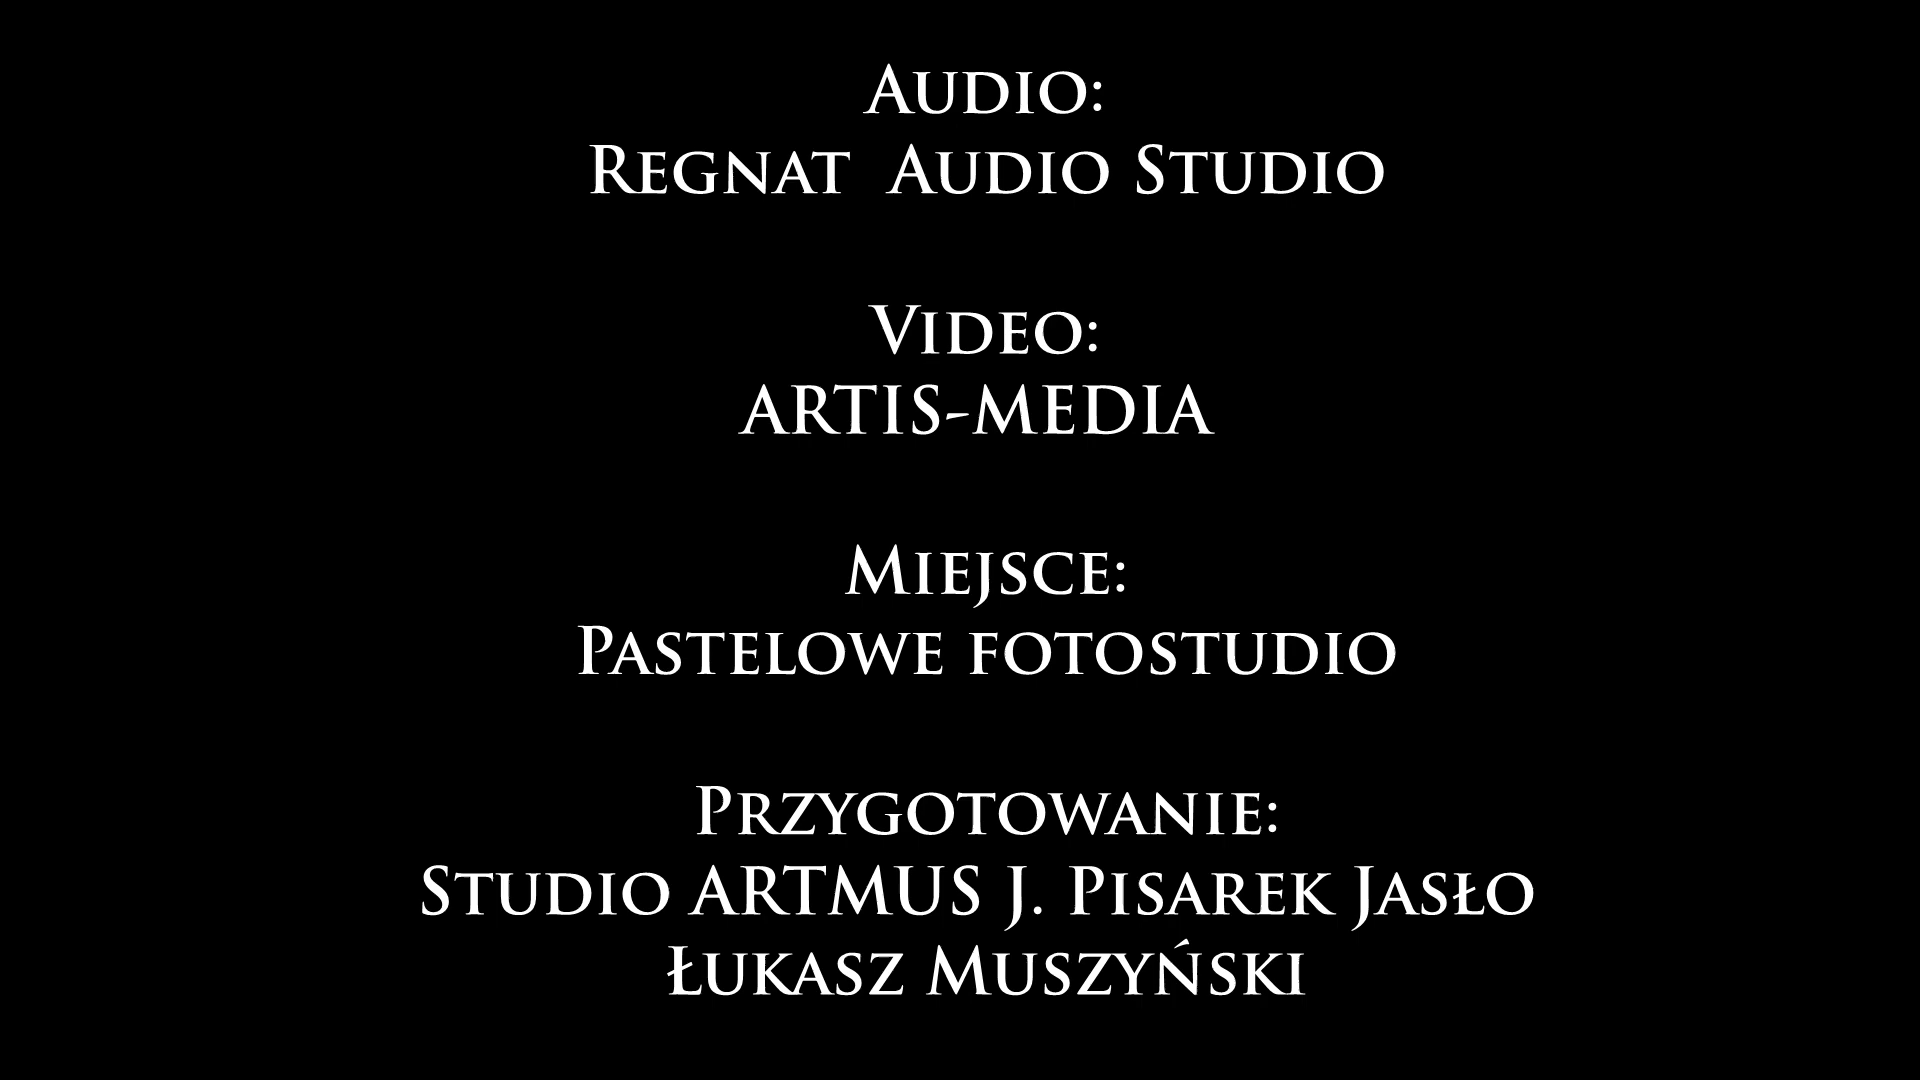 Audio:
Regnat Audio Studio
Video:
ARTIS-MEDIA
Miejsce:
Pastelowe fotostudio
Przygotowanie:
Studio ARTMUS J. Pisarek Jasło
Łukasz Muszyński